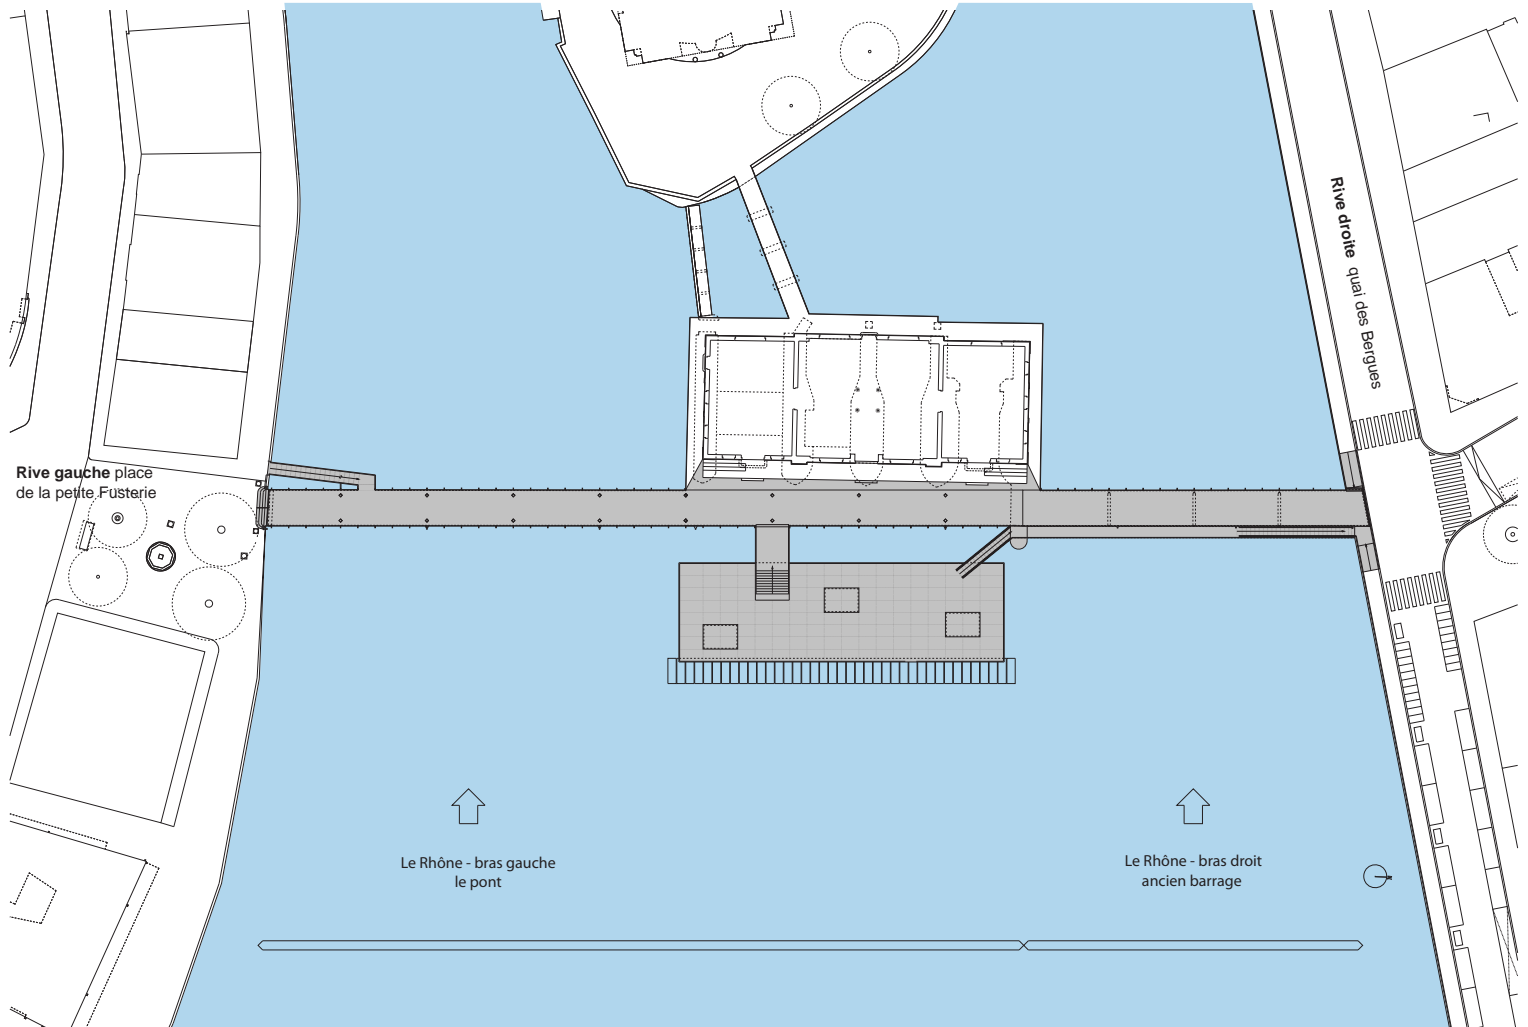 Rive droite quai des Bergues
Rive gauche place
de la petite Fusterie
Le Rhône - bras gauche
le pont
Le Rhône - bras droit
ancien barrage